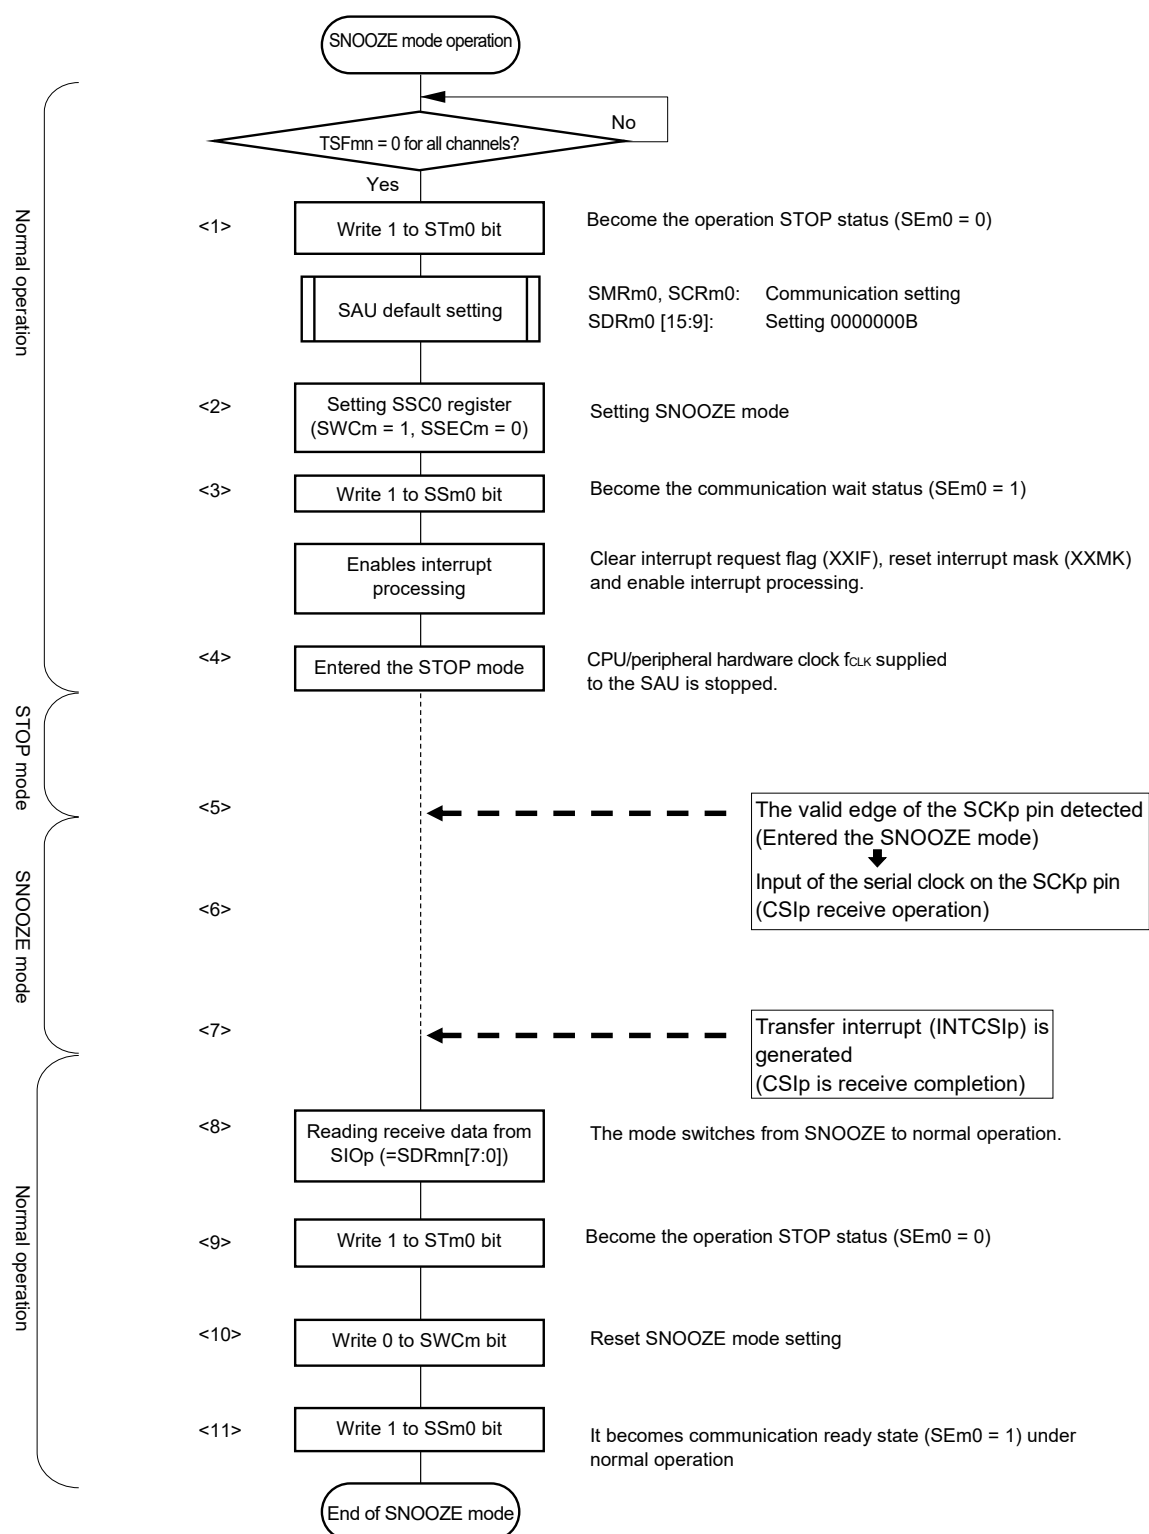 SNOOZE mode operation
No
TSFmn = 0 for all channels?
Yes
Normal operation
<1>
Write 1 to STm0 bit
Become the operation STOP status (SEm0 = 0)
SAU default setting
SMRm0, SCRm0: Communication setting
SDRm0 [15:9]: Setting 0000000B
<2>
Setting SSC0 register
(SWCm = 1, SSECm = 0)
Setting SNOOZE mode
<3>
Write 1 to SSm0 bit
Become the communication wait status (SEm0 = 1)
Enables interrupt
processing
Clear interrupt request flag (XXIF), reset interrupt mask (XXMK)
and enable interrupt processing.
<4>
Entered the STOP mode
CPU/peripheral hardware clock fCLK supplied
to the SAU is stopped.
STOP mode
<5>
The valid edge of the SCKp pin detected
(Entered the SNOOZE mode)
Input of the serial clock on the SCKp pin
(CSIp receive operation)
SNOOZE mode
<6>
<7>
Transfer interrupt (INTCSIp) is
generated
(CSIp is receive completion)
Normal operation
<8>
Reading receive data from
SIOp (=SDRmn[7:0])
The mode switches from SNOOZE to normal operation.
<9>
Write 1 to STm0 bit
Become the operation STOP status (SEm0 = 0)
<10>
Write 0 to SWCm bit
Reset SNOOZE mode setting
<11>
Write 1 to SSm0 bit
It becomes communication ready state (SEm0 = 1) under
normal operation
End of SNOOZE mode